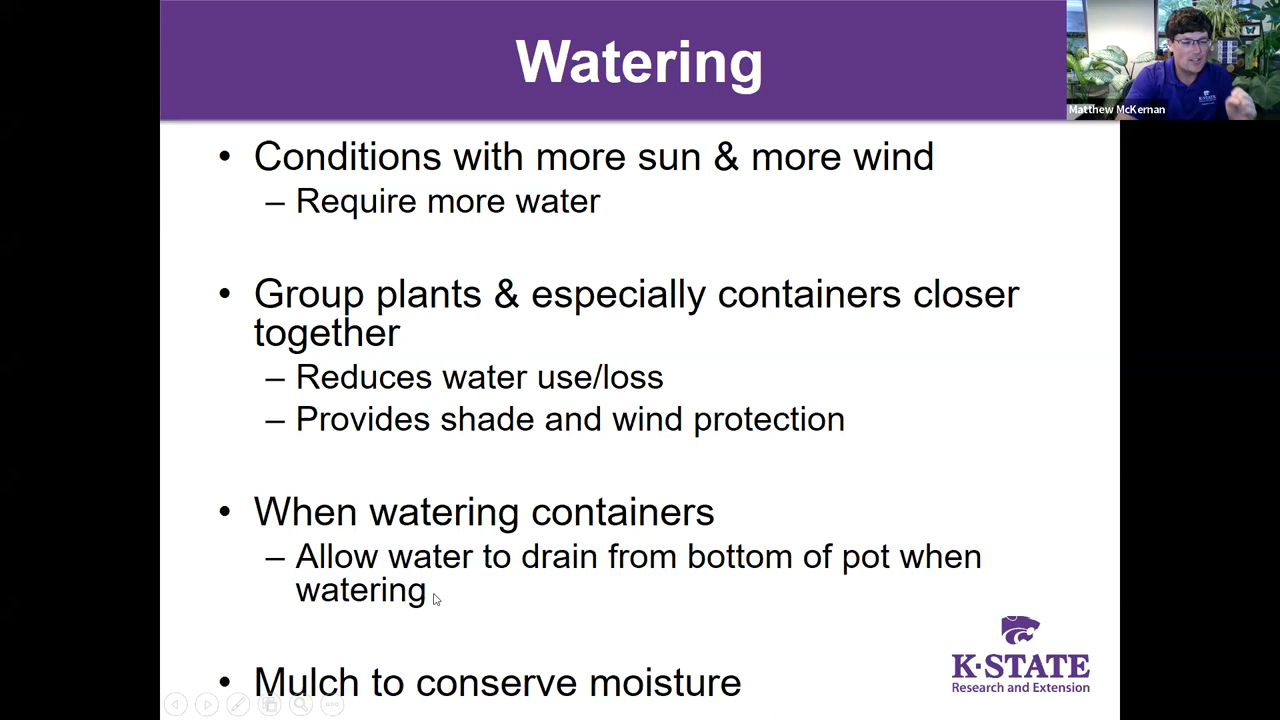 Watering
K-STATE
Matthew McKernan
• Conditions with more sun & more wind
– Require more water
• Group plants & especially containers closer
together
– Reduces water use/loss
– Provides shade and wind protection
• When watering containers
– Allow water to drain from bottom of pot when
watering
• Mulch to conserve moisture
K·STATE
Research and Extension